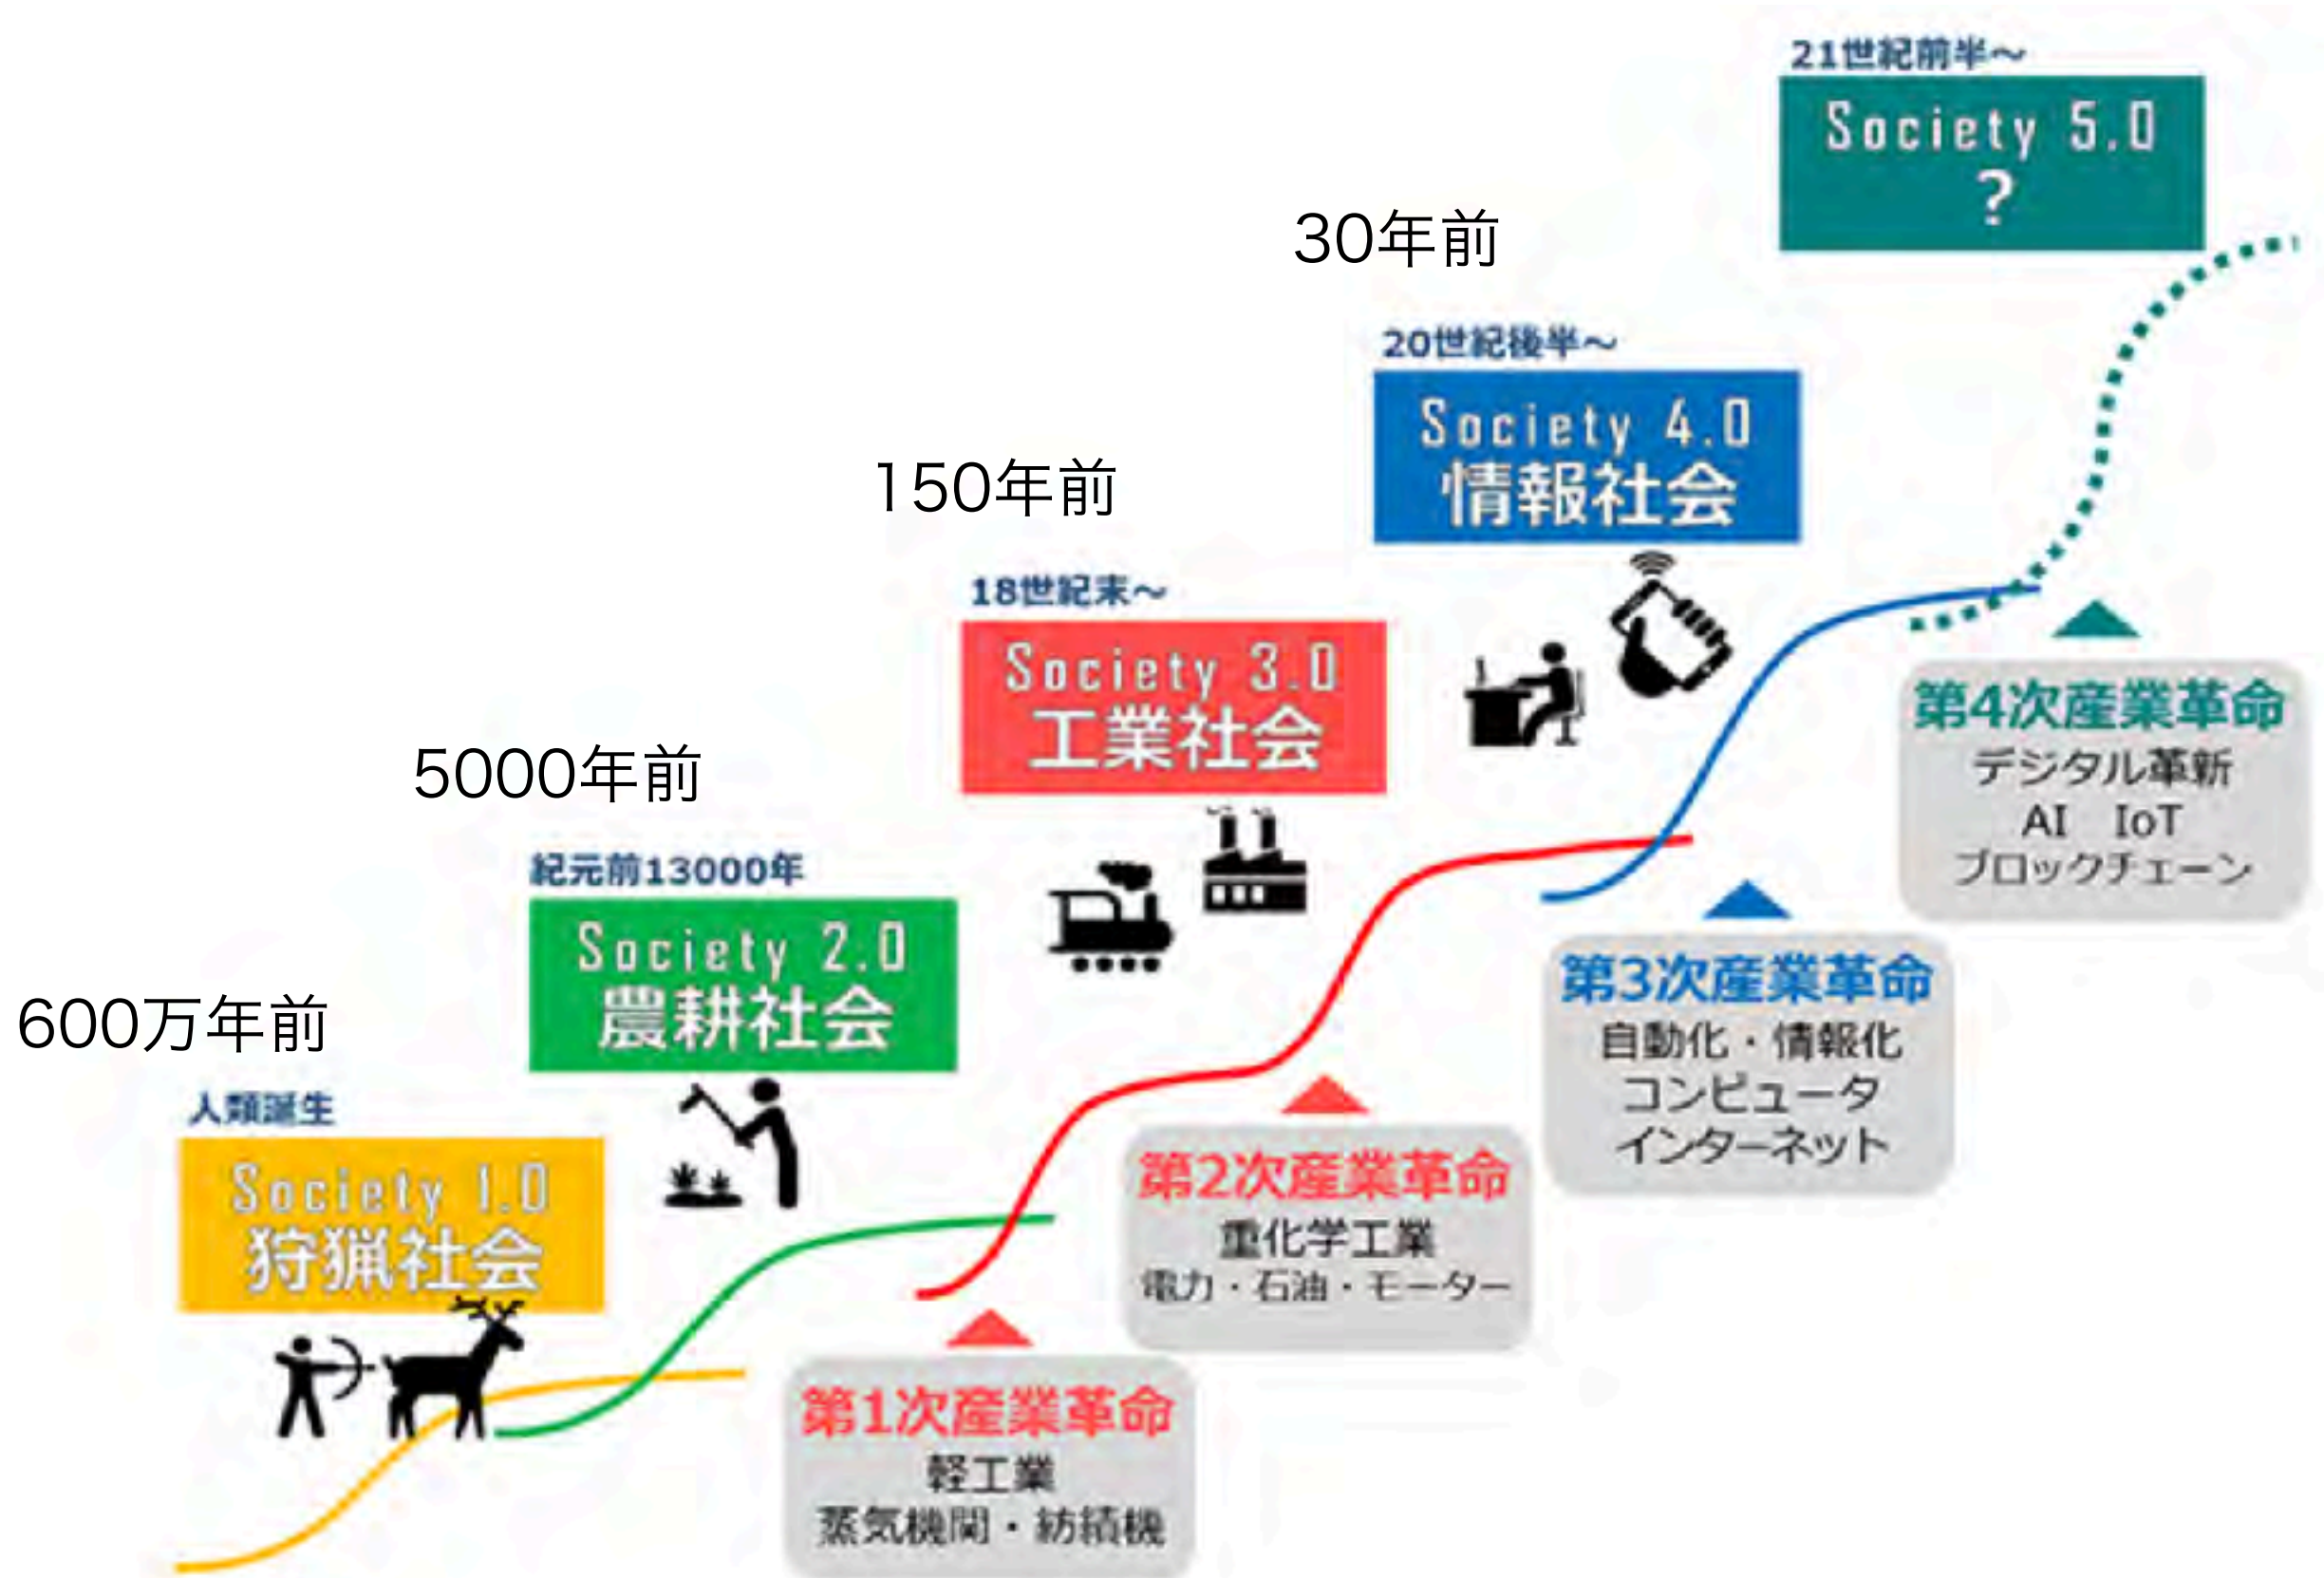 21世紀前半～
Society 5.0
?
30年前
20世紀後半～
Society 4.0
情報社会
150年前
18世紀末～
Society 3.0
工業社会
5000年前
紀元前13000年
Society 2.0
農耕社会
600万年前
人類誕生
Society 1.0
狩猟社会
第1次産業革命
軽工業
蒸気機関・紡績機
第2次産業革命
重化学工業
電力・石油・モーター
第3次産業革命
自動化・情報化
コンピュータ
インターネット
第4次産業革命
デジタル革新
AI　IoT
ブロックチェーン